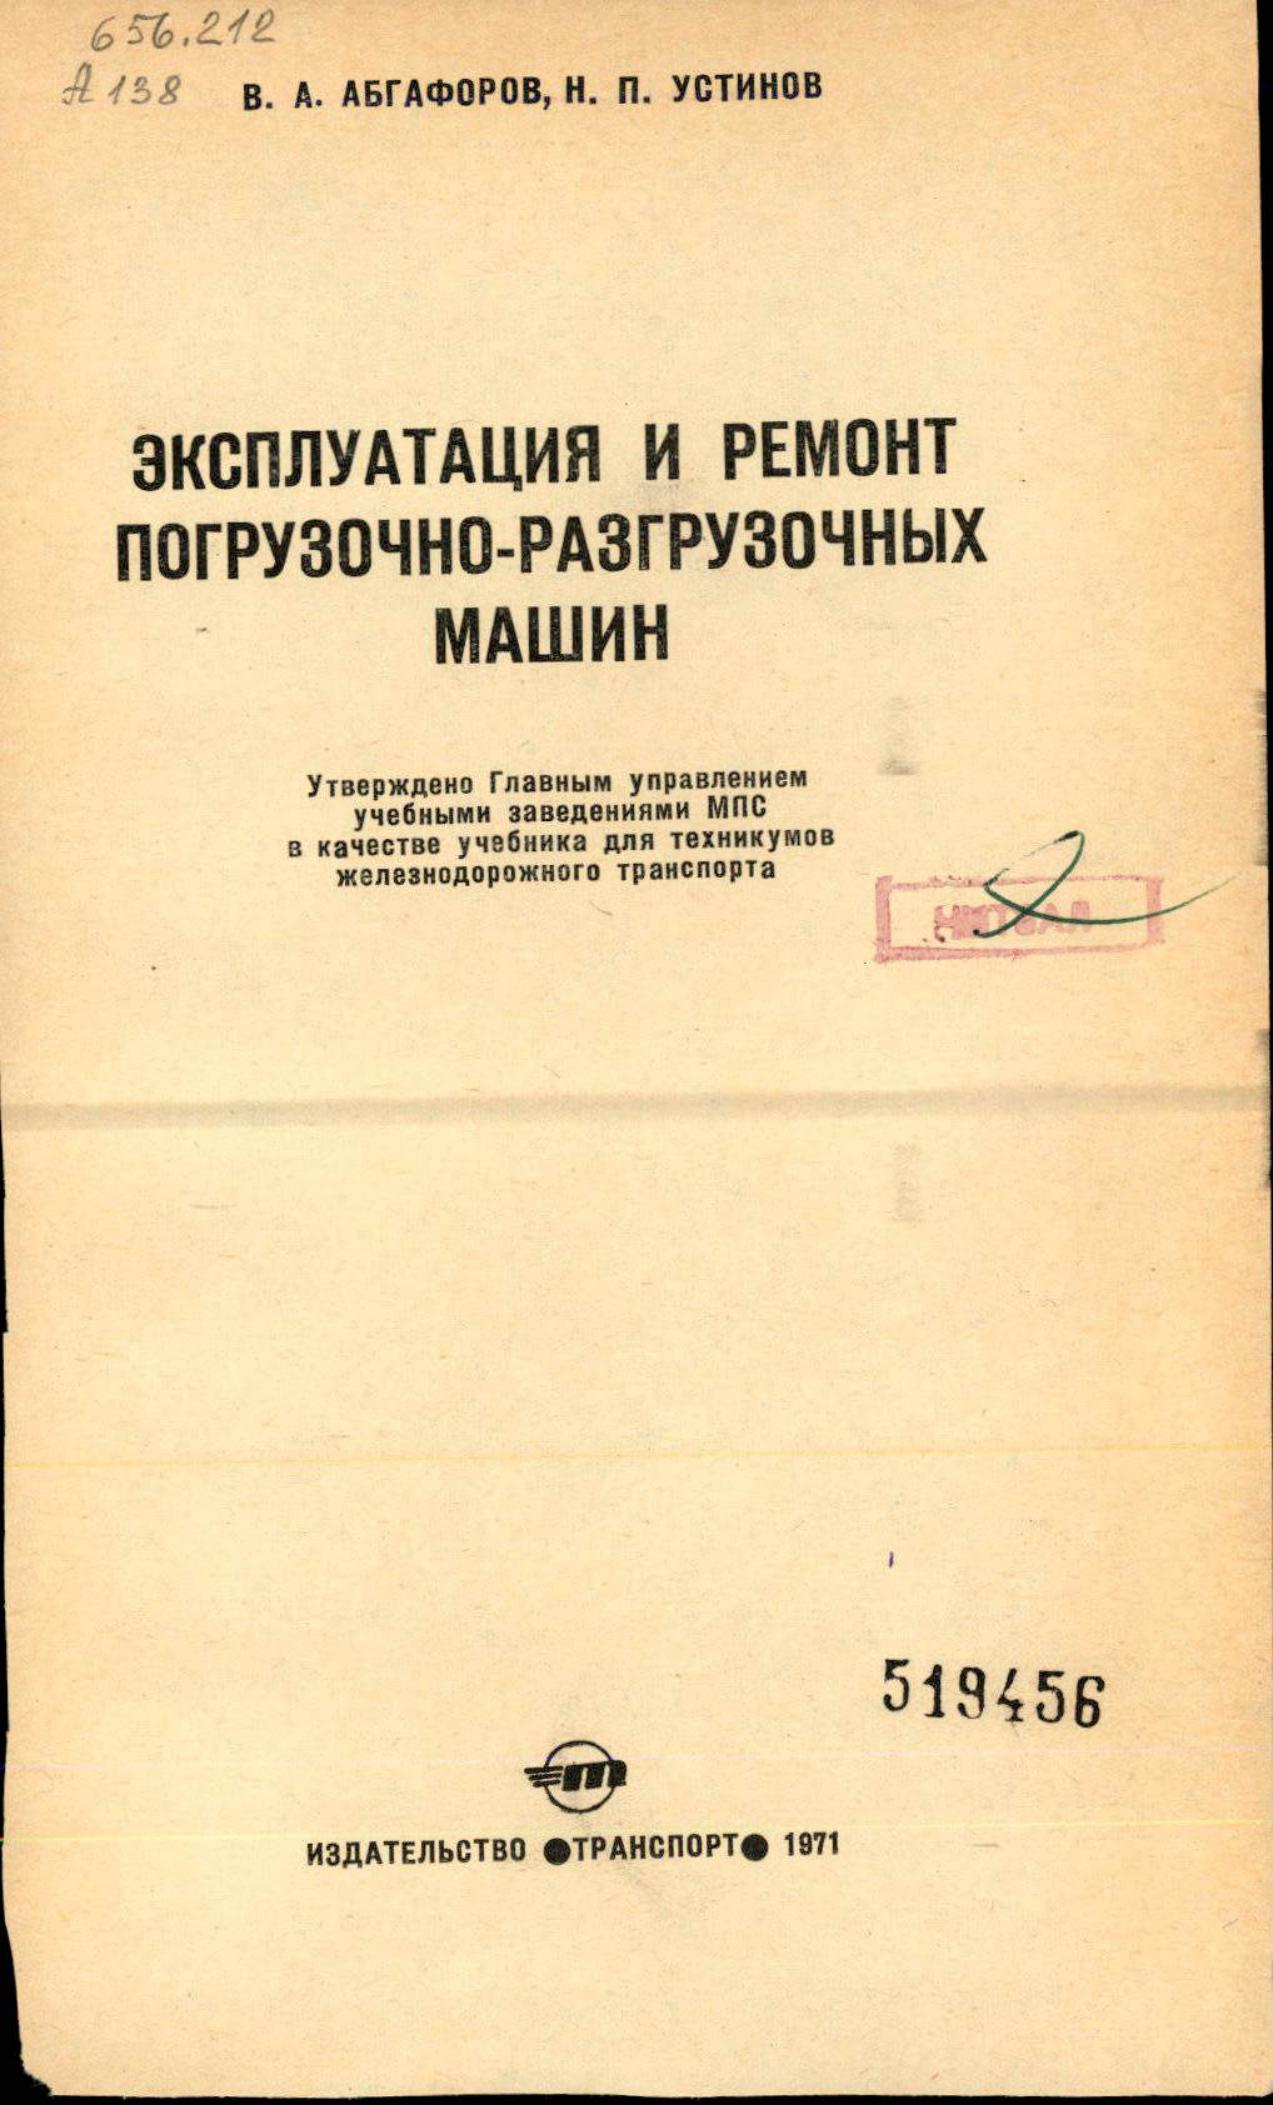 656.212
А 138
В. А. АБГАФОРОВ, Н. П. УСТИНОВ
ЭКСПЛУАТАЦИЯ И РЕМОНТ
ПОГРУЗОЧНО-РАЗГРУЗОЧНЫХ
МАШИН
Утверждено Главным управлением
учебными заведениями МПС
в качестве учебника для техникумов
железнодорожного транспорта
519456
ИЗДАТЕЛЬСТВО ●ТРАНСПОРТ● 1971